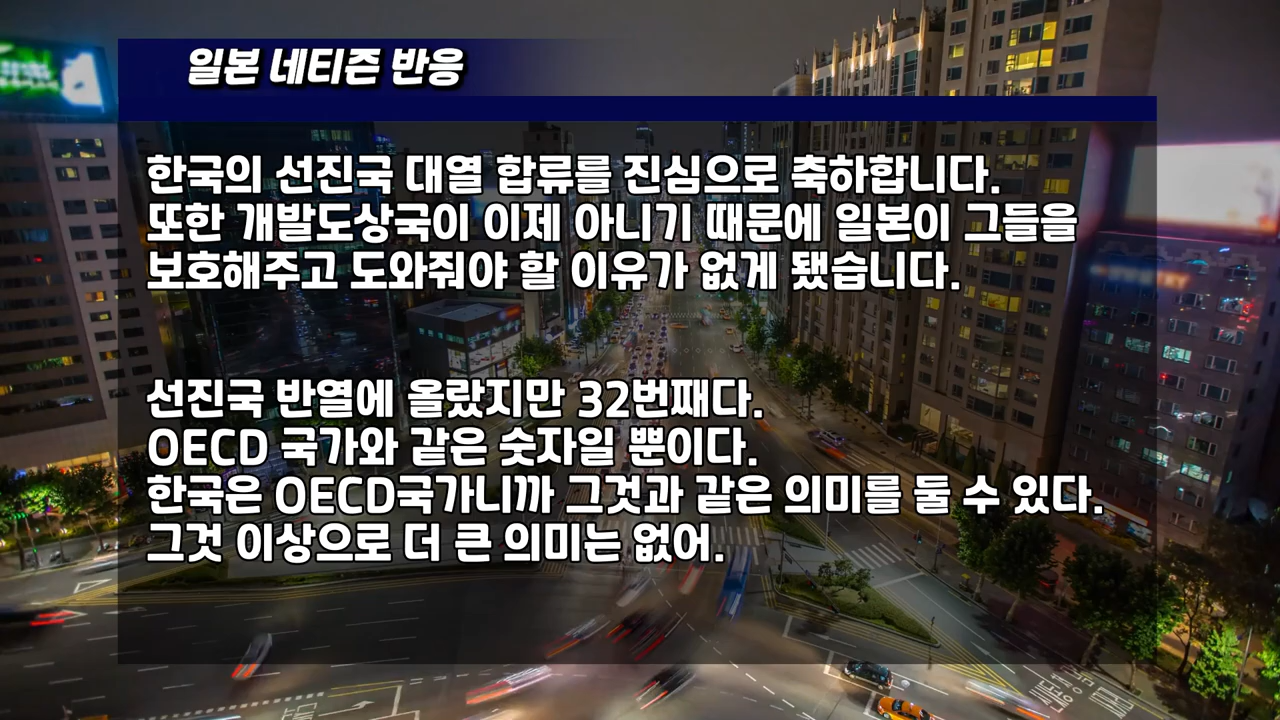 일본 네티즌 반응
한국의 선진국 대열 합류를 진심으로 축하합니다.
또한 개발도상국이 이제 아니기 때문에 일본이 그들을
보호해주고 도와줘야 할 이유가 없게 됐습니다.
선진국 반열에 올랐지만 32번째다.
OECD 국가와 같은 숫자일 뿐이다.
한국은 OECD국가니까 그것과 같은 의미를 둘 수 있다.
그것 이상으로 더 큰 의미는 없어.